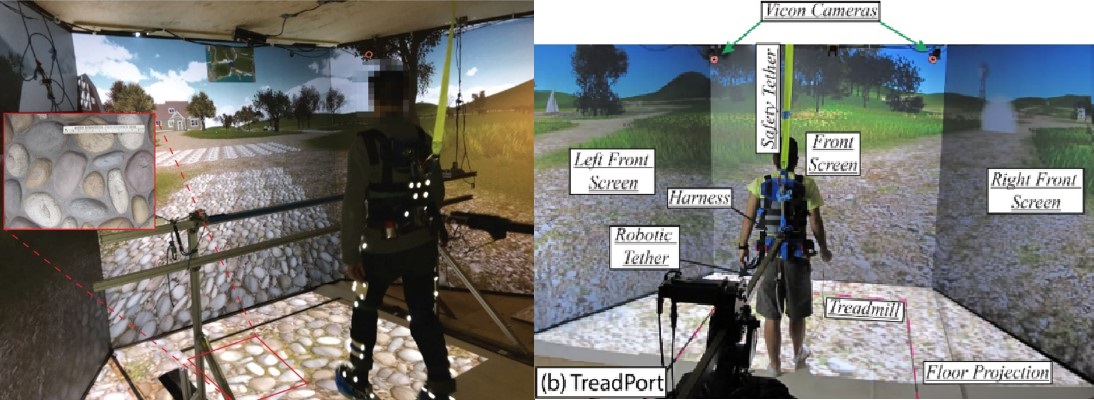 Vicon Cameras
Safety Tether
Front
Screen
Left Front
Screen
Right Front
Screen
Harness
Robotic
Tether
Treadmill
Floor Projection
(b) TreadPort